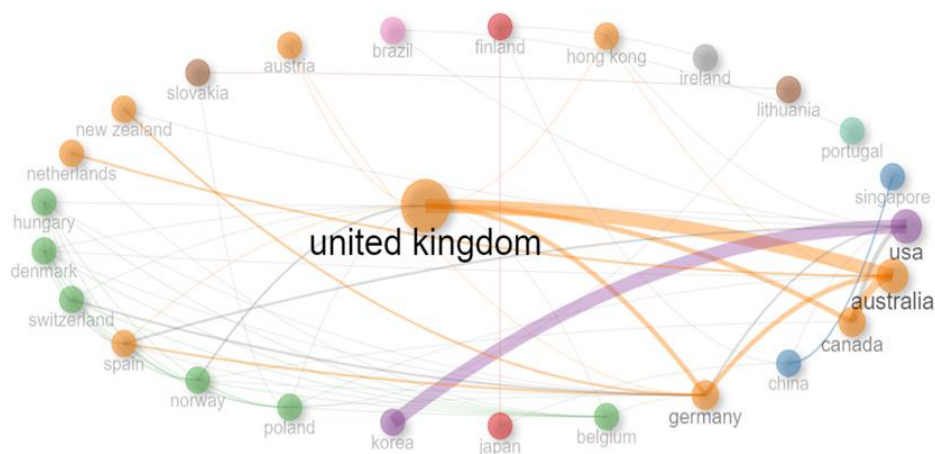 brazil
finland
hong kong
austria
ireland
slovakia
lithuania
new zealand
portugal
netherlands
singapore
hungary
united kingdom
usa
denmark
australia
switzerland
canada
spain
china
norway
germany
poland
korea
japan
belgium